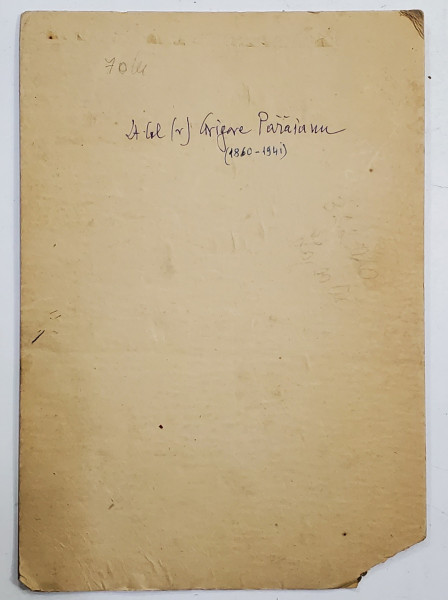 70 lei
Lt. Col (r) Grigore Părăianu
(1860-1941)